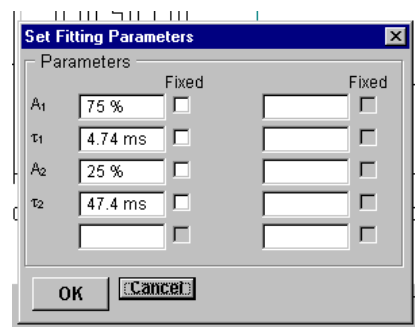 Set Fitting Parameters
Parameters
Fixed Fixed
A₁ 75 %
τ₁ 4.74 ms
A₂ 25 %
τ₂ 47.4 ms
OK Cancel